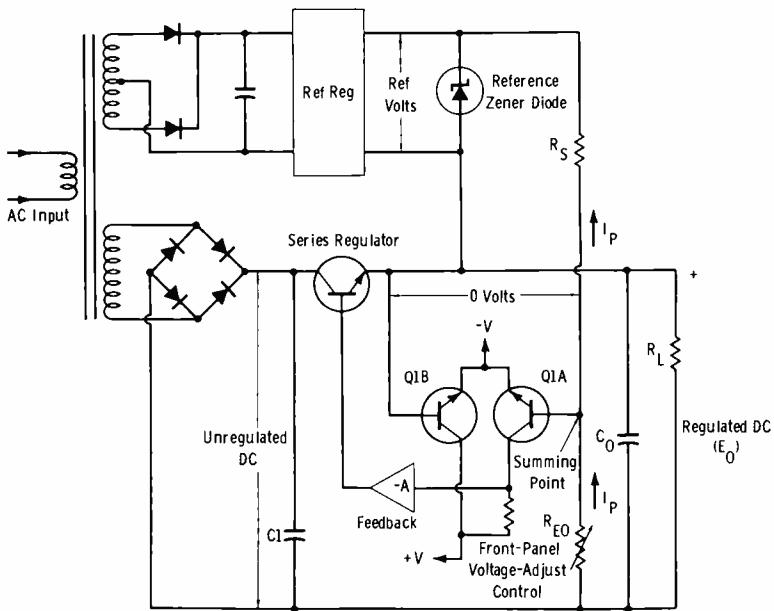 Ref Reg
Ref
Volts
Reference
Zener Diode
R_S
AC Input
I_P
Series Regulator
0 Volts
+
-V
Q1B
Q1A
R_L
Unregulated
DC
C_O
Regulated DC
(E_O)
Summing
Point
-A
Feedback
I_P
R_EO
C1
+V
Front-Panel
Voltage-Adjust
Control